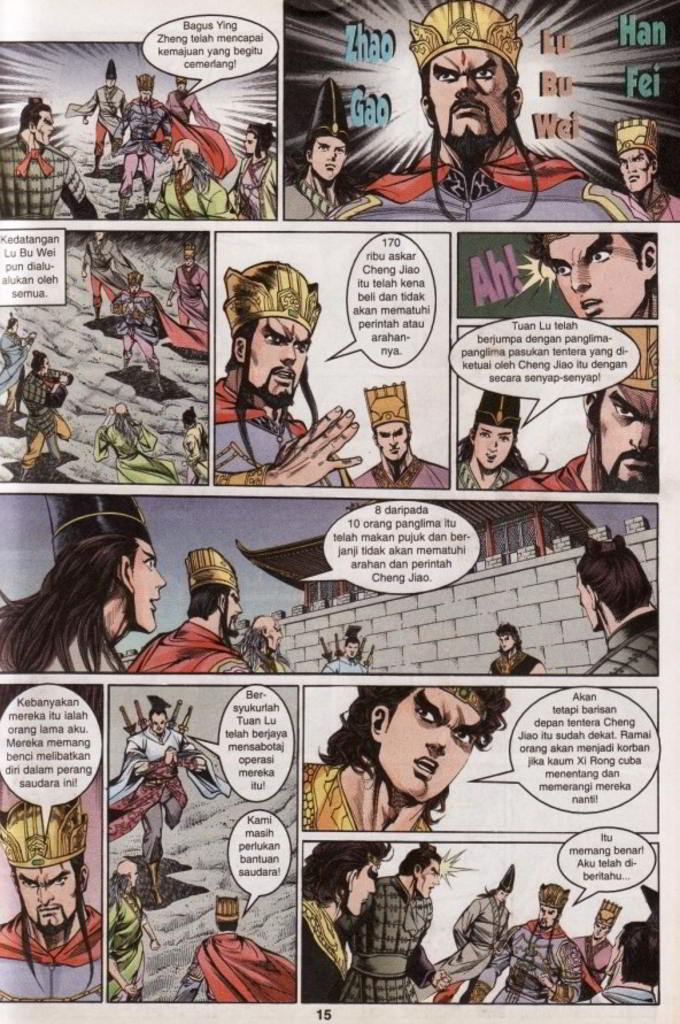 Bagus Ying
Zheng telah mencapai
kemajuan yang begitu
cemerlang!
Zhao
Gao
Lu
Bu
Wei
Han
Fei
Kedatangan
Lu Bu Wei
pun dialu-
alukan oleh
semua.
170
ribu askar
Cheng Jiao
itu telah kena
beli dan tidak
akan mematuhi
perintah atau
arahan-
nya.
Ah!
Tuan Lu telah
berjumpa dengan panglima-
panglima pasukan tentera yang di-
ketuai oleh Cheng Jiao itu dengan
secara senyap-senyap!
8 daripada
10 orang panglima itu
telah makan pujuk dan ber-
janji tidak akan mematuhi
arahan dan perintah
Cheng Jiao.
Kebanyakan
mereka itu ialah
orang lama aku.
Mereka memang
benci melibatkan
diri dalam perang
saudara ini!
Ber-
syukurlah
Tuan Lu
telah berjaya
mensabotaj
operasi
mereka
itu!
Kami
masih
perlukan
bantuan
saudara!
Akan
tetapi barisan
depan tentera Cheng
Jiao itu sudah dekat. Ramai
orang akan menjadi korban
jika kaum Xi Rong cuba
menentang dan
memerangi mereka
nanti!
Itu
memang benar!
Aku telah di-
beritahu...
15